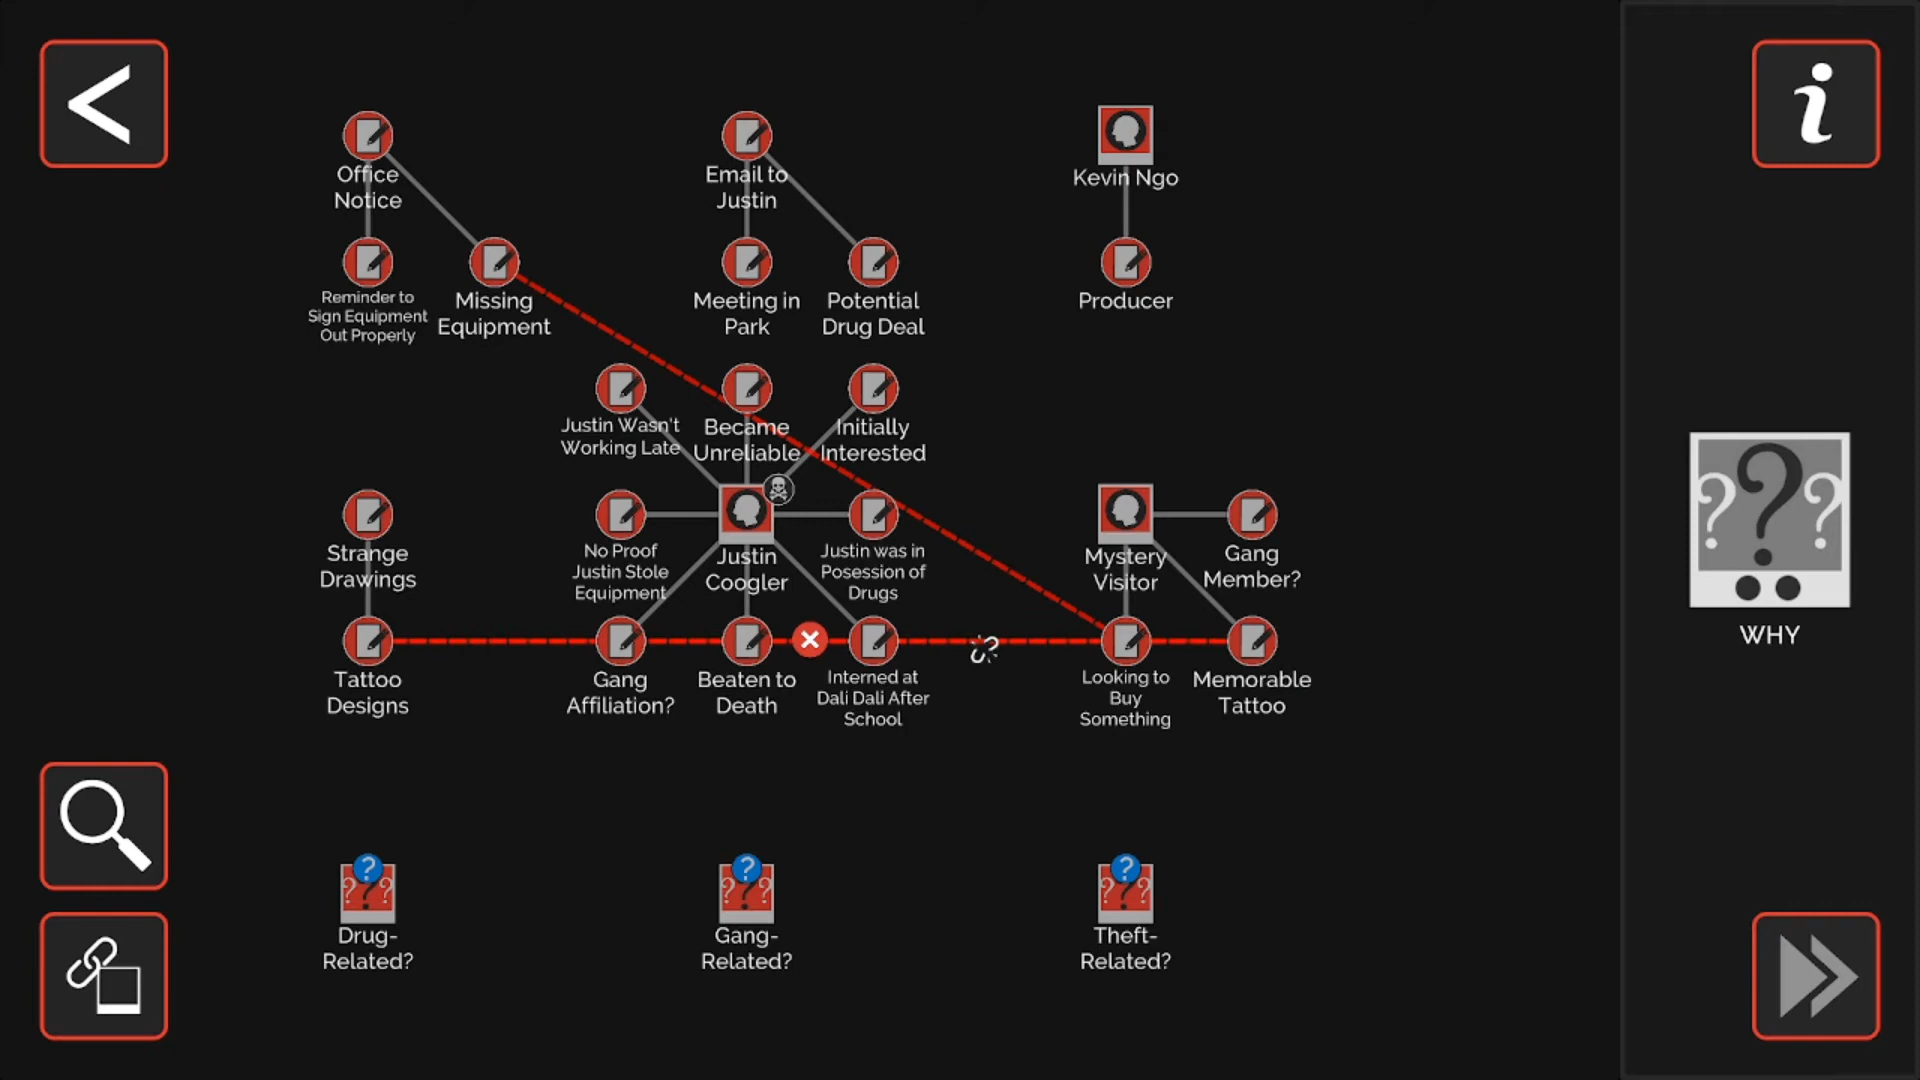 Office
Notice
Email to
Justin
Kevin Ngo
Reminder to
Sign Equipment
Out Properly
Missing
Equipment
Meeting in
Park
Potential
Drug Deal
Producer
Justin Wasn't
Working Late
Became
Unreliable
Initially
Interested
Strange
Drawings
No Proof
Justin Stole
Equipment
Justin
Coogler
Justin was in
Posession of
Drugs
Mystery
Visitor
Gang
Member?
WHY
Tattoo
Designs
Gang
Affiliation?
Beaten to
Death
Interned at
Dali Dali After
School
Looking to
Buy
Something
Memorable
Tattoo
Drug-
Related?
Gang-
Related?
Theft-
Related?